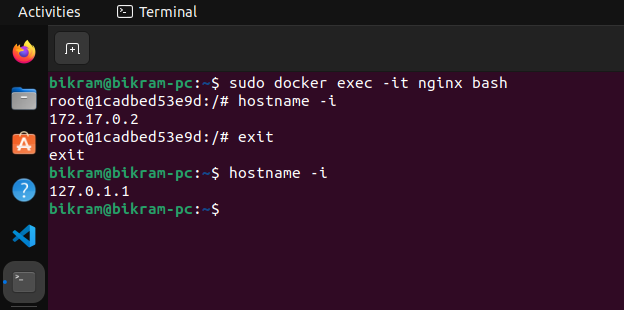 Activities
Terminal
bikram@bikram-pc:~$ sudo docker exec -it nginx bash
root@1cadbed53e9d:/# hostname -i
172.17.0.2
root@1cadbed53e9d:/# exit
exit
bikram@bikram-pc:~$ hostname -i
127.0.1.1
bikram@bikram-pc:~$